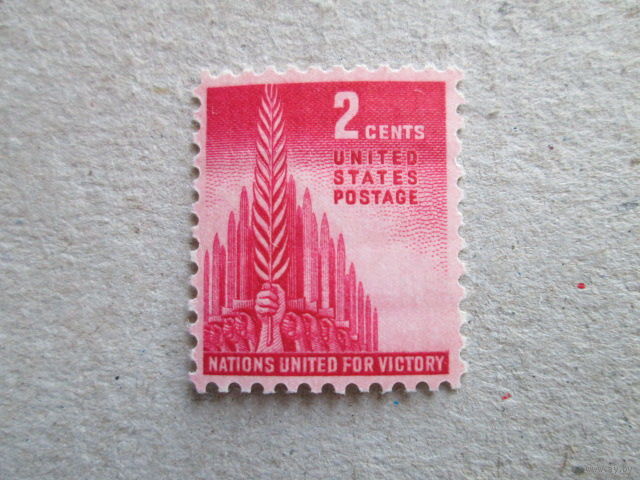 2 CENTS
UNITED
STATES
POSTAGE
NATIONS UNITED FOR VICTORY